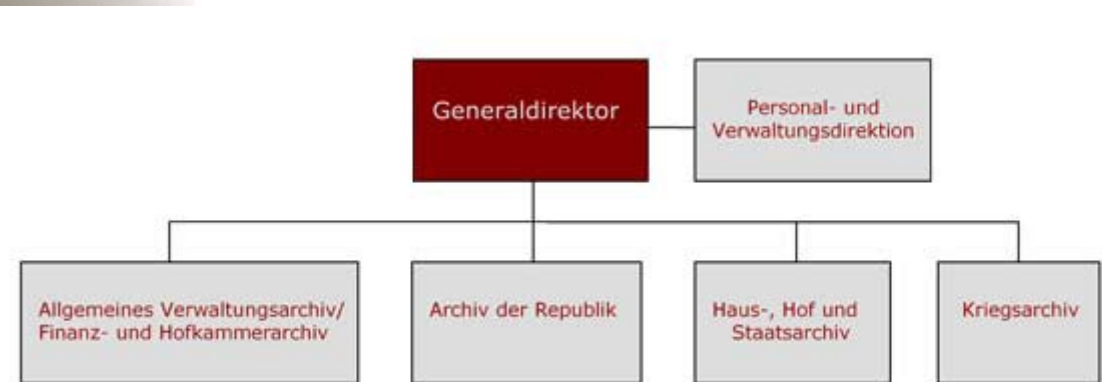 Generaldirektor
Personal- und
Verwaltungsdirektion
Allgemeines Verwaltungsarchiv/
Finanz- und Hofkammerarchiv
Archiv der Republik
Haus-, Hof und
Staatsarchiv
Kriegsarchiv